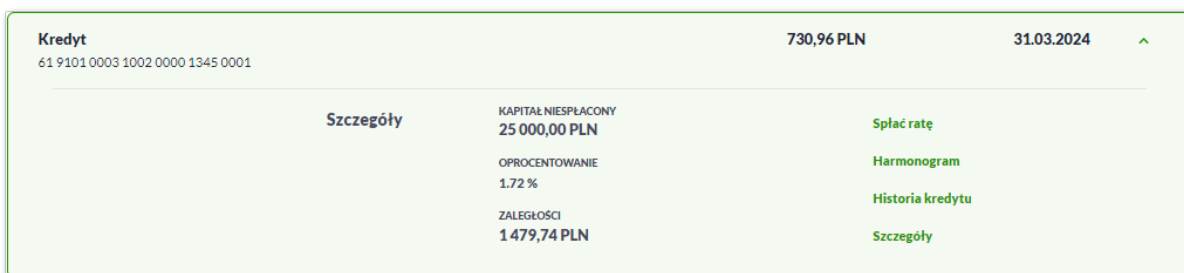 Kredyt 730,96 PLN 31.03.2024
61 9101 0003 1002 0000 1345 0001
Szczegóły
KAPITAŁ NIESPŁACONY
25 000,00 PLN
OPROCENTOWANIE
1.72 %
ZALEGŁOŚCI
1 479,74 PLN
Spłać ratę
Harmonogram
Historia kredytu
Szczegóły